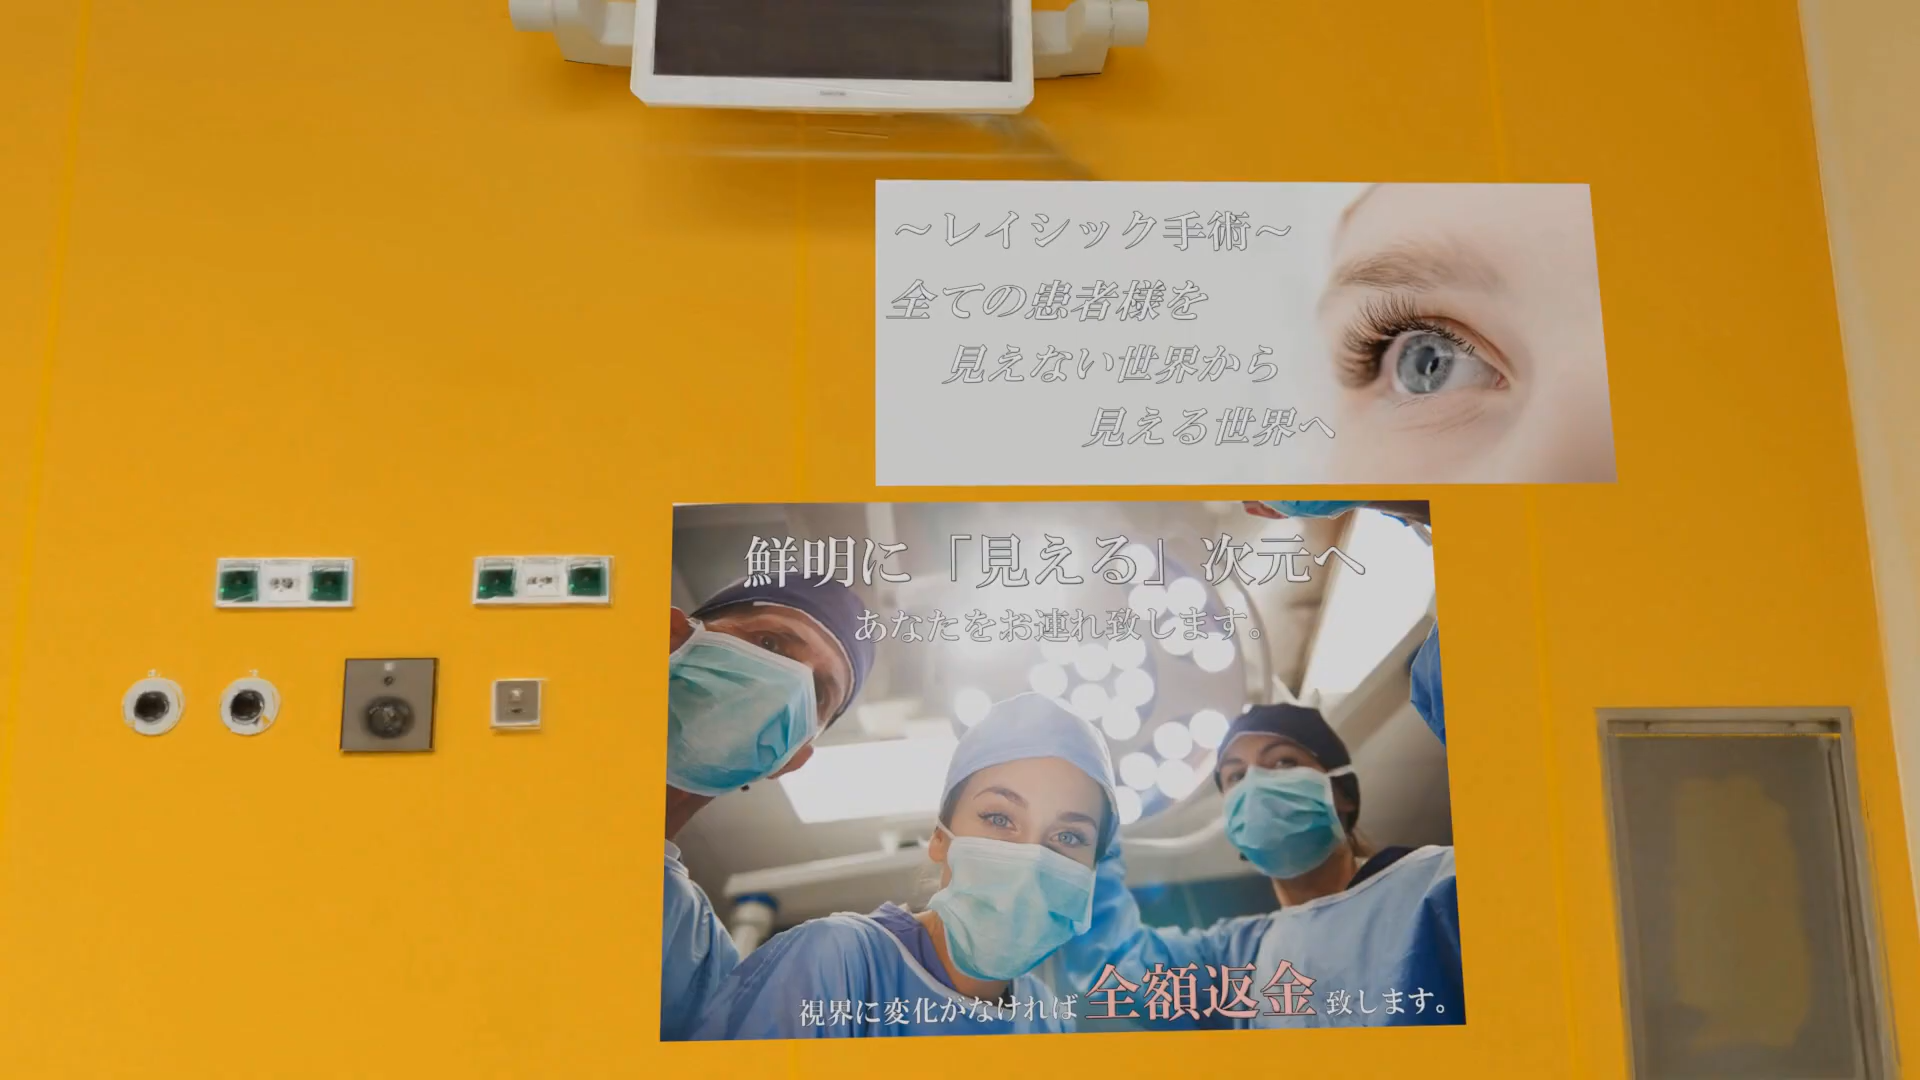 ～レイシック手術～
全ての患者様を
見えない世界から
見える世界へ
鮮明に「見える」次元へ
あなたをお連れ致します。
視界に変化がなければ全額返金致します。